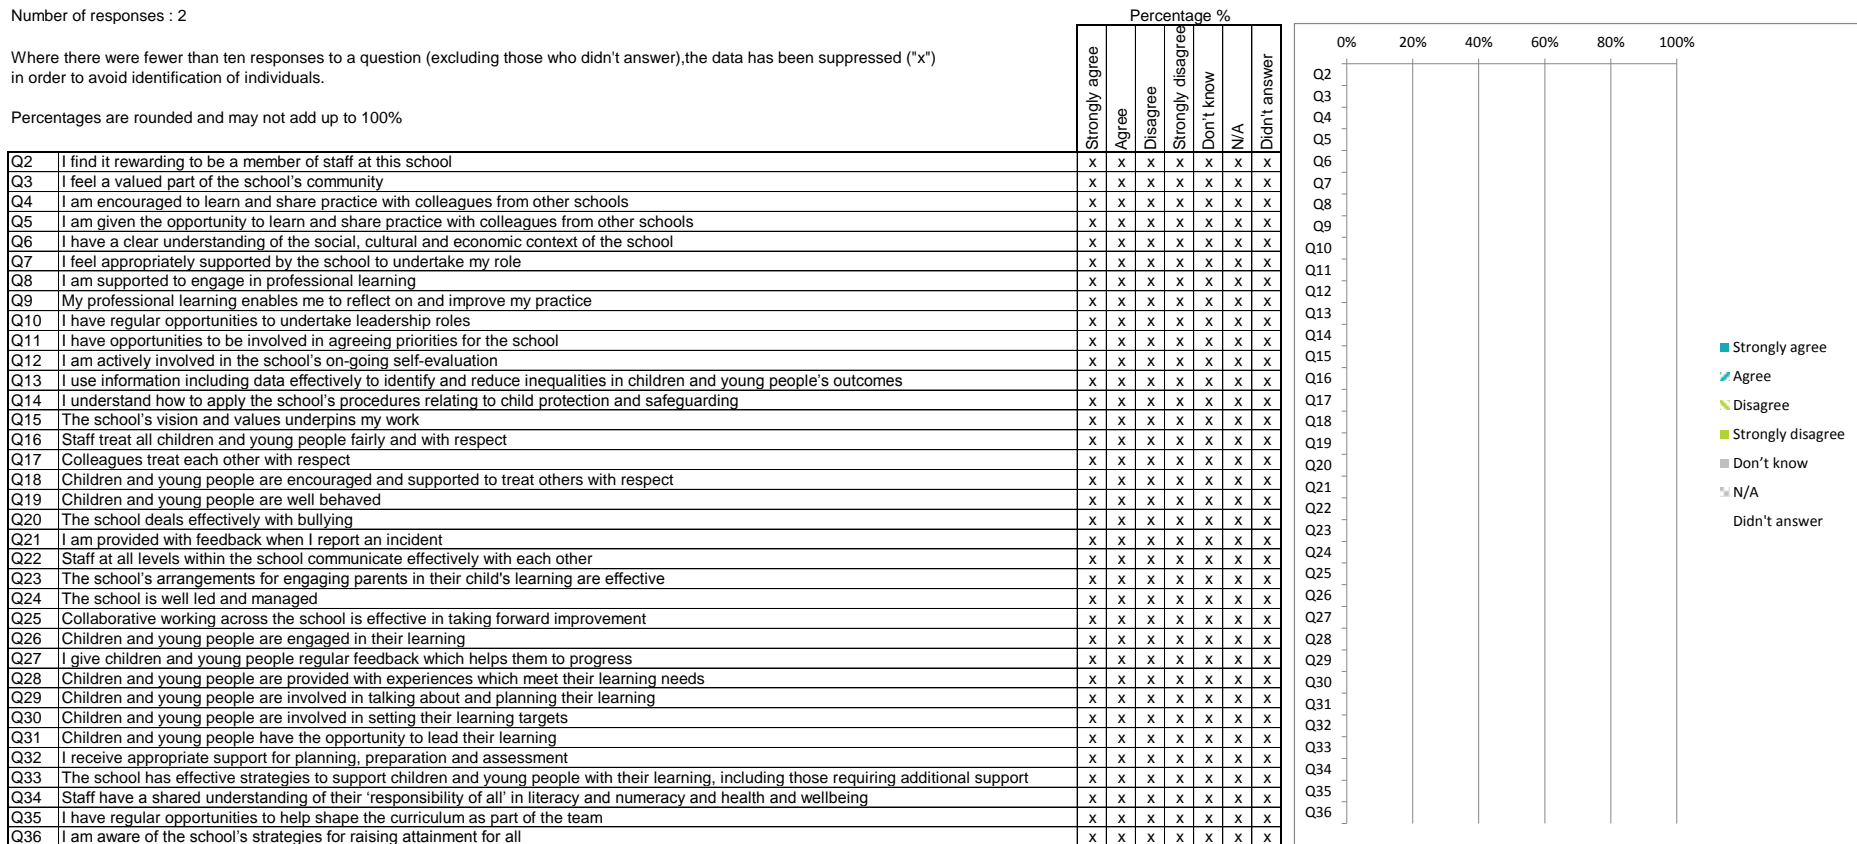 Number of responses : 2
Percentage %
Where there were fewer than ten responses to a question (excluding those who didn't answer),the data has been suppressed ("x")
in order to avoid identification of individuals.
Percentages are rounded and may not add up to 100%
Strongly agree
Agree
Disagree
Strongly disagree
Don't know
N/A
Didn't answer
Q2 I find it rewarding to be a member of staff at this school x x x x x x x
Q3 I feel a valued part of the school's community x x x x x x x
Q4 I am encouraged to learn and share practice with colleagues from other schools x x x x x x x
Q5 I am given the opportunity to learn and share practice with colleagues from other schools x x x x x x x
Q6 I have a clear understanding of the social, cultural and economic context of the school x x x x x x x
Q7 I feel appropriately supported by the school to undertake my role x x x x x x x
Q8 I am supported to engage in professional learning x x x x x x x
Q9 My professional learning enables me to reflect on and improve my practice x x x x x x x
Q10 I have regular opportunities to undertake leadership roles x x x x x x x
Q11 I have opportunities to be involved in agreeing priorities for the school x x x x x x x
Q12 I am actively involved in the school's on-going self-evaluation x x x x x x x
Q13 I use information including data effectively to identify and reduce inequalities in children and young people's outcomes x x x x x x x
Q14 I understand how to apply the school's procedures relating to child protection and safeguarding x x x x x x x
Q15 The school's vision and values underpins my work x x x x x x x
Q16 Staff treat all children and young people fairly and with respect x x x x x x x
Q17 Colleagues treat each other with respect x x x x x x x
Q18 Children and young people are encouraged and supported to treat others with respect x x x x x x x
Q19 Children and young people are well behaved x x x x x x x
Q20 The school deals effectively with bullying x x x x x x x
Q21 I am provided with feedback when I report an incident x x x x x x x
Q22 Staff at all levels within the school communicate effectively with each other x x x x x x x
Q23 The school's arrangements for engaging parents in their child's learning are effective x x x x x x x
Q24 The school is well led and managed x x x x x x x
Q25 Collaborative working across the school is effective in taking forward improvement x x x x x x x
Q26 Children and young people are engaged in their learning x x x x x x x
Q27 I give children and young people regular feedback which helps them to progress x x x x x x x
Q28 Children and young people are provided with experiences which meet their learning needs x x x x x x x
Q29 Children and young people are involved in talking about and planning their learning x x x x x x x
Q30 Children and young people are involved in setting their learning targets x x x x x x x
Q31 Children and young people have the opportunity to lead their learning x x x x x x x
Q32 I receive appropriate support for planning, preparation and assessment x x x x x x x
Q33 The school has effective strategies to support children and young people with their learning, including those requiring additional support x x x x x x x
Q34 Staff have a shared understanding of their ‘responsibility of all’ in literacy and numeracy and health and wellbeing x x x x x x x
Q35 I have regular opportunities to help shape the curriculum as part of the team x x x x x x x
Q36 I am aware of the school's strategies for raising attainment for all x x x x x x x
0% 20% 40% 60% 80% 100%
Q2
Q3
Q4
Q5
Q6
Q7
Q8
Q9
Q10
Q11
Q12
Q13
Q14
Q15
Q16
Q17
Q18
Q19
Q20
Q21
Q22
Q23
Q24
Q25
Q26
Q27
Q28
Q29
Q30
Q31
Q32
Q33
Q34
Q35
Q36
Strongly agree
Agree
Disagree
Strongly disagree
Don't know
N/A
Didn't answer